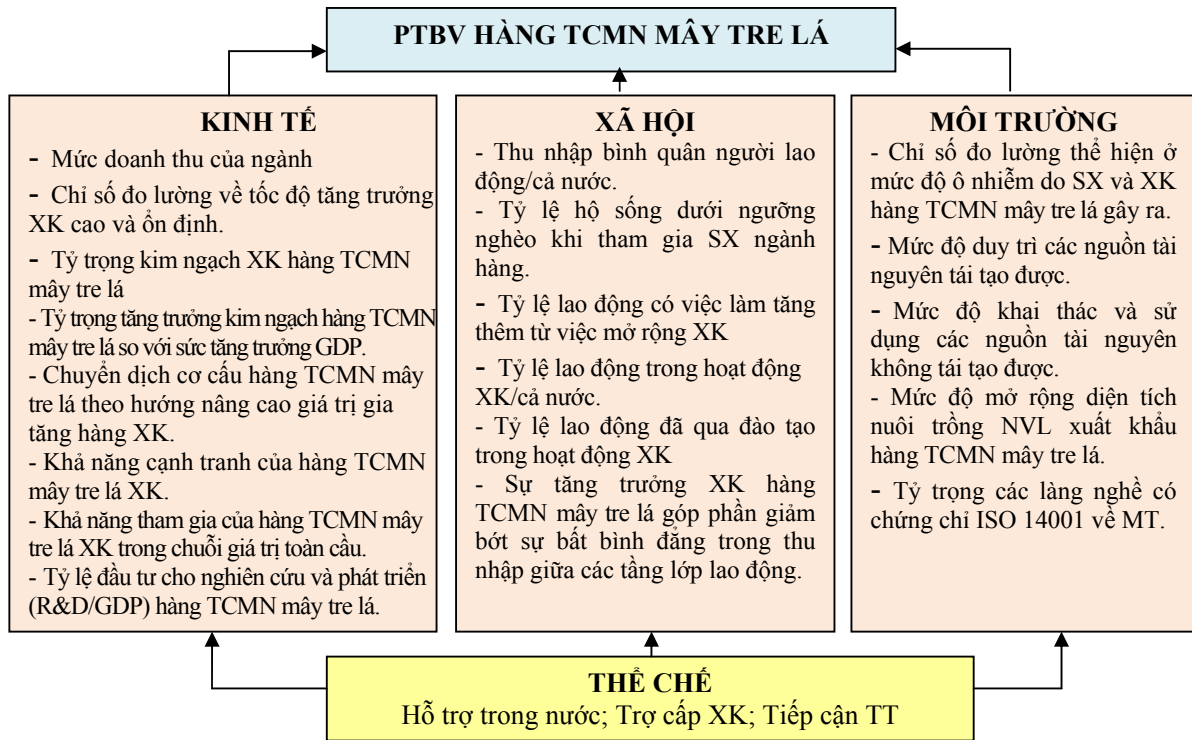 PTBV HÀNG TCMN MÂY TRE LÁ
KINH TẾ
- Mức doanh thu của ngành
- Chỉ số đo lường về tốc độ tăng trưởng
XK cao và ổn định.
- Tỷ trọng kim ngạch XK hàng TCMN
mây tre lá
- Tỷ trọng tăng trưởng kim ngạch hàng TCMN
mây tre lá so với sức tăng trưởng GDP.
- Chuyển dịch cơ cấu hàng TCMN mây
tre lá theo hướng nâng cao giá trị gia
tăng hàng XK.
- Khả năng cạnh tranh của hàng TCMN
mây tre lá XK.
- Khả năng tham gia của hàng TCMN mây
tre lá XK trong chuỗi giá trị toàn cầu.
- Tỷ lệ đầu tư cho nghiên cứu và phát triển
(R&D/GDP) hàng TCMN mây tre lá.
XÃ HỘI
- Thu nhập bình quân người lao
động/cả nước.
- Tỷ lệ hộ sống dưới ngưỡng
nghèo khi tham gia SX ngành
hàng.
- Tỷ lệ lao động có việc làm tăng
thêm từ việc mở rộng XK
- Tỷ lệ lao động trong hoạt động
XK/cả nước.
- Tỷ lệ lao động đã qua đào tạo
trong hoạt động XK
- Sự tăng trưởng XK hàng
TCMN mây tre lá góp phần giảm
bớt sự bất bình đẳng trong thu
nhập giữa các tầng lớp lao động.
MÔI TRƯỜNG
- Chỉ số đo lường thể hiện ở
mức độ ô nhiễm do SX và XK
hàng TCMN mây tre lá gây ra.
- Mức độ duy trì các nguồn tài
nguyên tái tạo được.
- Mức độ khai thác và sử
dụng các nguồn tài nguyên
không tái tạo được.
- Mức độ mở rộng diện tích
nuôi trồng NVL xuất khẩu
hàng TCMN mây tre lá.
- Tỷ trọng các làng nghề có
chứng chỉ ISO 14001 về MT.
THỂ CHẾ
Hỗ trợ trong nước; Trợ cấp XK; Tiếp cận TT